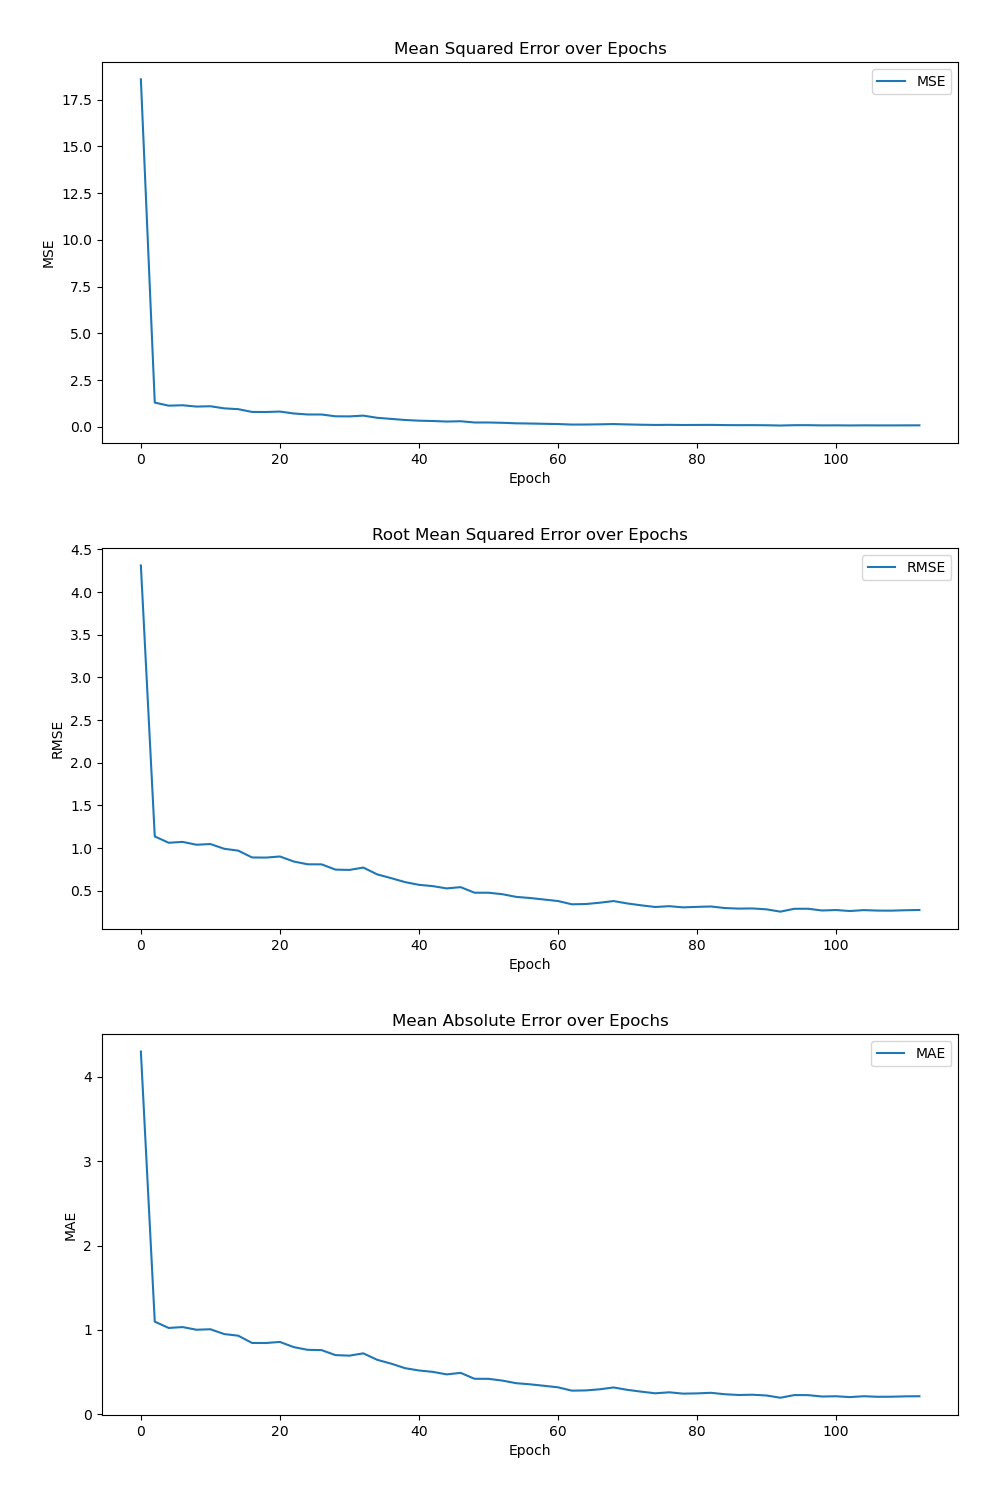 Mean Squared Error over Epochs
MSE
17.5
15.0
12.5
10.0
7.5
5.0
2.5
0.0
MSE
0 20 40 60 80 100
Epoch
Root Mean Squared Error over Epochs
RMSE
4.5
4.0
3.5
3.0
2.5
2.0
1.5
1.0
0.5
RMSE
0 20 40 60 80 100
Epoch
Mean Absolute Error over Epochs
MAE
4
3
2
1
0
MAE
0 20 40 60 80 100
Epoch